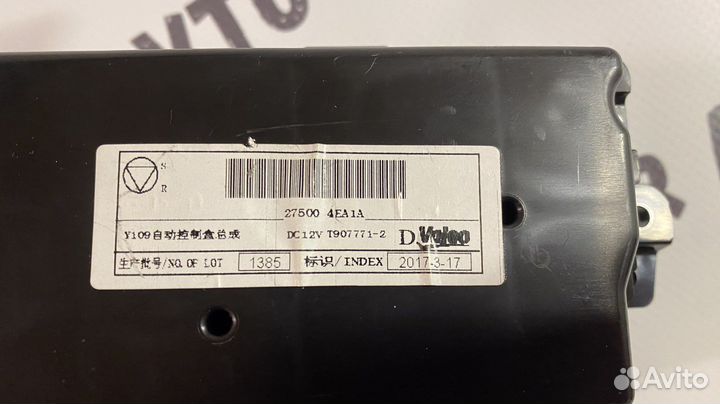 S
R
27500 4EA1A
Y109自动控制盒总成 DC12V T907771-2 D Valeo
生产批号/NO.OF LOT 1385 标识/INDEX 2017-3-17
Avito